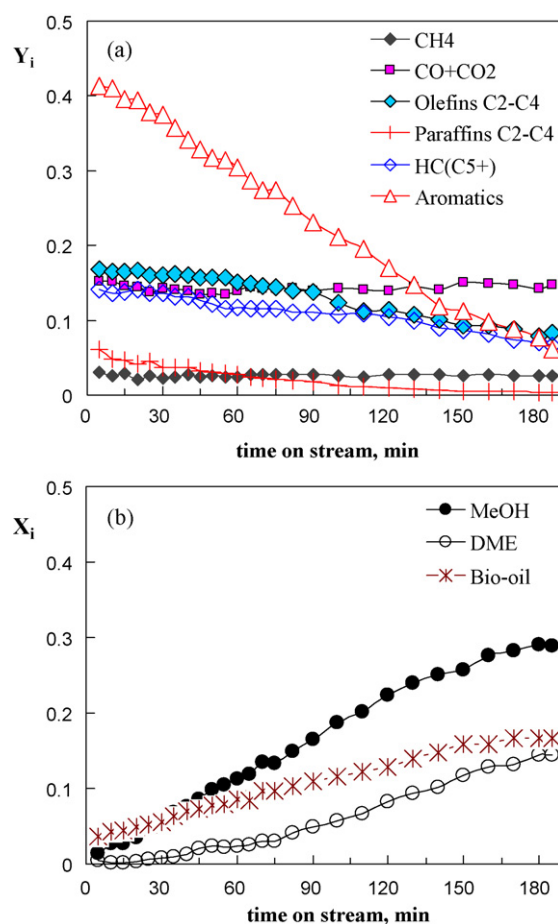 0.5
(a)
CH4
CO+CO2
Olefins C2-C4
Paraffins C2-C4
HC(C5+)
Aromatics
Yi
0.4
0.3
0.2
0.1
0
0 30 60 90 120 150 180
time on stream, min
0.5
(b)
MeOH
DME
Bio-oil
Xi
0.4
0.3
0.2
0.1
0
0 30 60 90 120 150 180
time on stream, min